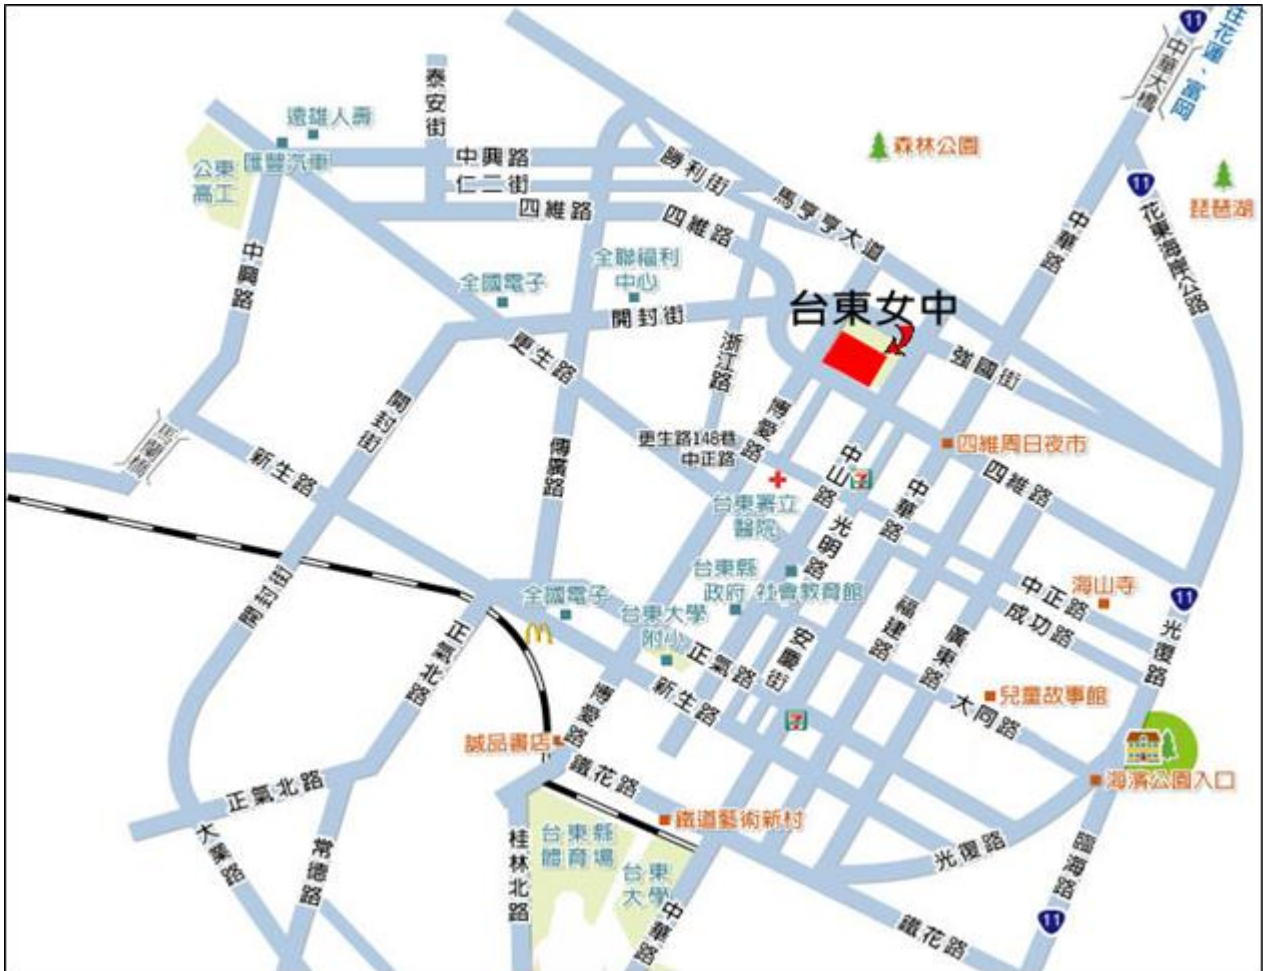 11
往花蓮、富岡
中華大橋
泰安街
遠雄人壽
匯豐汽車
公東
高工
中興路
仁二街
四維路
勝利街
四維路
馬亨亨大道
森林公園
11
琵琶湖
花東海岸公路
中華路
中興路
全國電子
全聯福利
中心
開封街
台東女中
更生路
浙江路
強國街
馬蘭橋
新生路
開封街
傳廣路
更生路148巷
中正路
博愛路
中山路
7
中華路
四維周日夜市
四維路
台東署立
醫院
光明路
台東縣
政府
社會教育館
開封街
全國電子
台東大學
附小
正氣北路
正氣路
安慶街
福建路
廣東路
中正路
成功路
海山寺
11
光復路
新生路
博愛路
7
大同路
兒童故事館
誠品書店
鐵花路
鐵道藝術新村
海濱公園入口
正氣北路
大業路
常德路
桂林北路
台東縣
體育場
台東
大學
中華路
光復路
臨海路
11
鐵花路